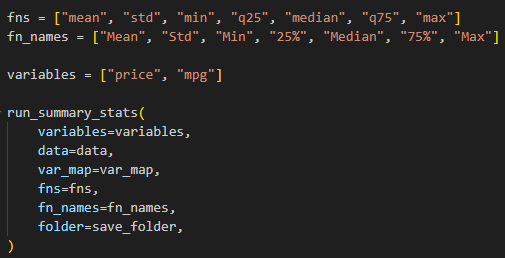 fns = ["mean", "std", "min", "q25", "median", "q75", "max"]
fn_names = ["Mean", "Std", "Min", "25%", "Median", "75%", "Max"]
variables = ["price", "mpg"]
run_summary_stats(
    variables=variables,
    data=data,
    var_map=var_map,
    fns=fns,
    fn_names=fn_names,
    folder=save_folder,
)